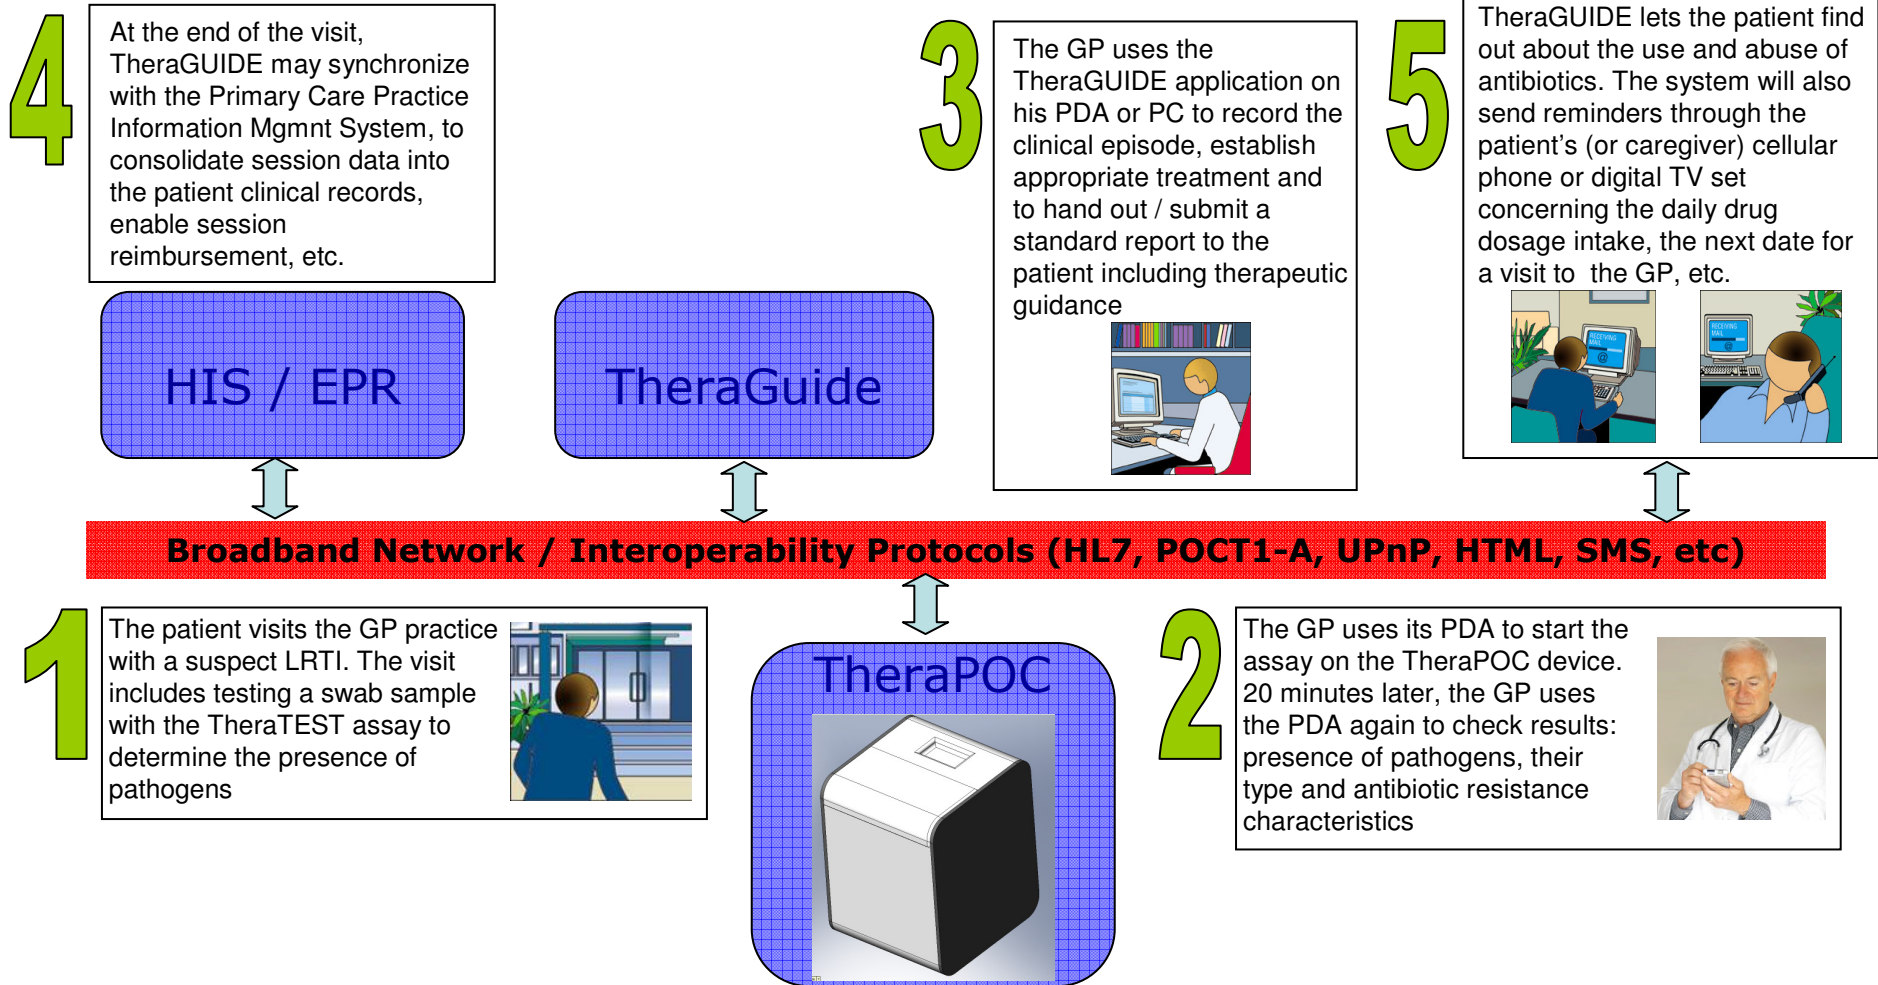 4
At the end of the visit,
TheraGUIDE may synchronize
with the Primary Care Practice
Information Mgmnt System, to
consolidate session data into
the patient clinical records,
enable session
reimbursement, etc.
3
The GP uses the
TheraGUIDE application on
his PDA or PC to record the
clinical episode, establish
appropriate treatment and
to hand out / submit a
standard report to the
patient including therapeutic
guidance
5
TheraGUIDE lets the patient find
out about the use and abuse of
antibiotics. The system will also
send reminders through the
patient's (or caregiver) cellular
phone or digital TV set
concerning the daily drug
dosage intake, the next date for
a visit to the GP, etc.
RECEIVING
MAIL
@
RECEIVING
MAIL
@
HIS / EPR
TheraGuide
Broadband Network / Interoperability Protocols (HL7, POCT1-A, UPnP, HTML, SMS, etc)
1
The patient visits the GP practice
with a suspect LRTI. The visit
includes testing a swab sample
with the TheraTEST assay to
determine the presence of
pathogens
TheraPOC
2
The GP uses its PDA to start the
assay on the TheraPOC device.
20 minutes later, the GP uses
the PDA again to check results:
presence of pathogens, their
type and antibiotic resistance
characteristics